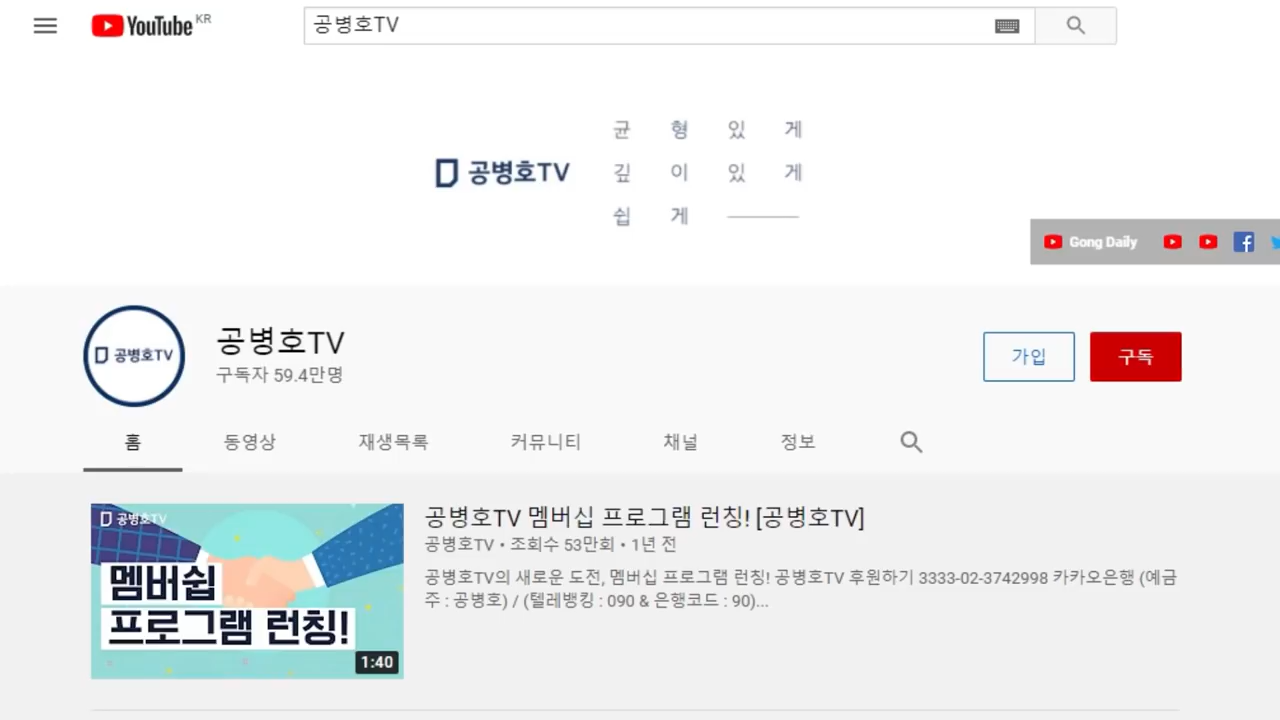 YouTube KR
공병호TV
균 형 있 게
공병호TV
깊 이 있 게
쉽 게
Gong Daily
공병호TV
공병호TV
구독자 59.4만명
가입
구독
홈
동영상
재생목록
커뮤니티
채널
정보
공병호TV
멤버쉽
프로그램 런칭!
1:40
공병호TV 멤버십 프로그램 런칭! [공병호TV]
공병호TV • 조회수 53만회 • 1년 전
공병호TV의 새로운 도전, 멤버십 프로그램 런칭! 공병호TV 후원하기 3333-02-3742998 카카오은행 (예금
주 : 공병호) / (텔레뱅킹 : 090 & 은행코드 : 90)...